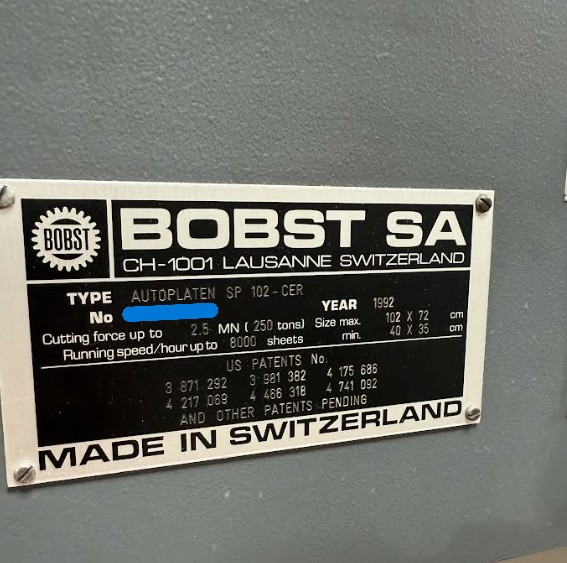 BOBST
BOBST SA
CH-1001 LAUSANNE SWITZERLAND
TYPE AUTOPLATEN SP 102-CER
No YEAR 1992
Cutting force up to 2.5 MN ( 250 tons) Size max. 102 X 72 cm
Running speed/hour up to 8000 sheets min. 40 X 35 cm
US PATENTS No.
3 871 292 3 981 382 4 175 686
4 217 069 4 466 318 4 741 092
AND OTHER PATENTS PENDING
MADE IN SWITZERLAND